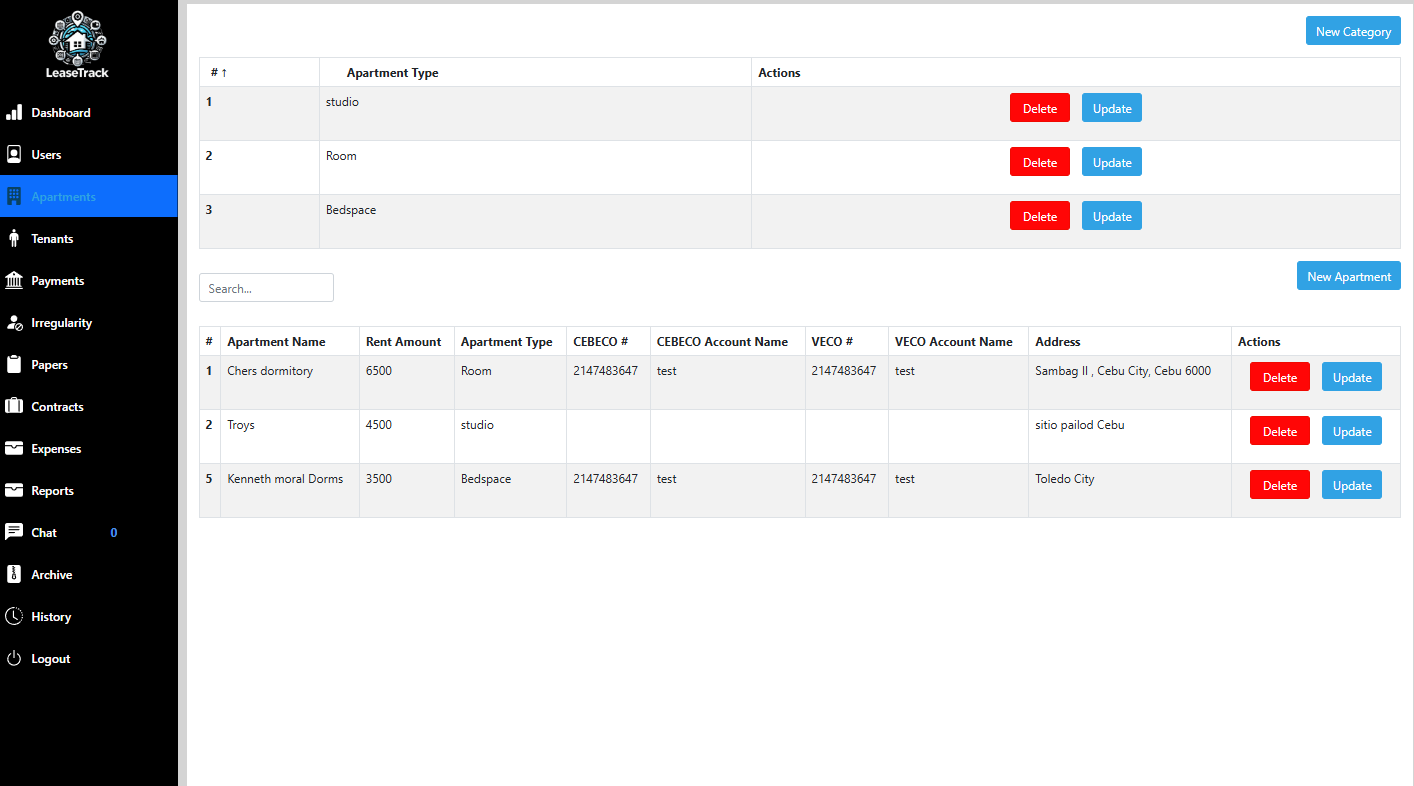 LeaseTrack
Dashboard
Users
Apartments
Tenants
Payments
Irregularity
Papers
Contracts
Expenses
Reports
Chat 0
Archive
History
Logout
New Category
# ↑ Apartment Type Actions
1 studio Delete Update
2 Room Delete Update
3 Bedspace Delete Update
Search...
New Apartment
# Apartment Name Rent Amount Apartment Type CEBECO # CEBECO Account Name VECO # VECO Account Name Address Actions
1 Chers dormitory 6500 Room 2147483647 test 2147483647 test Sambag II , Cebu City, Cebu 6000 Delete Update
2 Troys 4500 studio sitio pailod Cebu Delete Update
5 Kenneth moral Dorms 3500 Bedspace 2147483647 test 2147483647 test Toledo City Delete Update